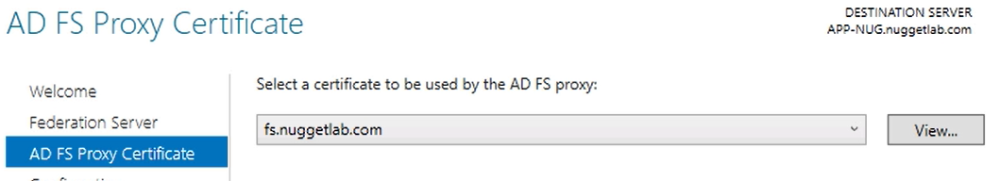 AD FS Proxy Certificate
DESTINATION SERVER
APP-NUG.nuggetlab.com
Welcome
Federation Server
AD FS Proxy Certificate
Select a certificate to be used by the AD FS proxy:
fs.nuggetlab.com
View...